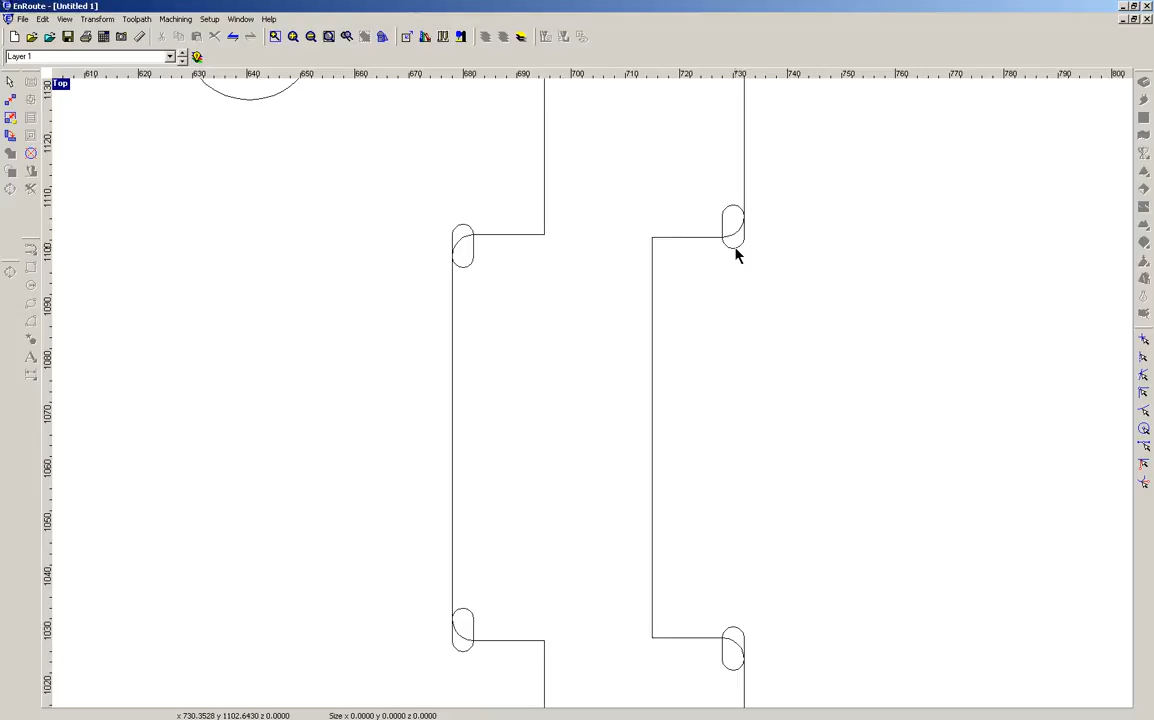 EnRoute - [Untitled 1]
File Edit View Transform Toolpath Machining Setup Window Help
Layer 1
610 620 630 640 650 660 670 680 690 700 710 720 730 740 750 760 770 780 790 800
Top
1130
1120
1110
1100
1090
1080
1070
1060
1050
1040
1030
1020
x 730.3528 y 1102.6430 z 0.0000 Size x 0.0000 y 0.0000 z 0.0000